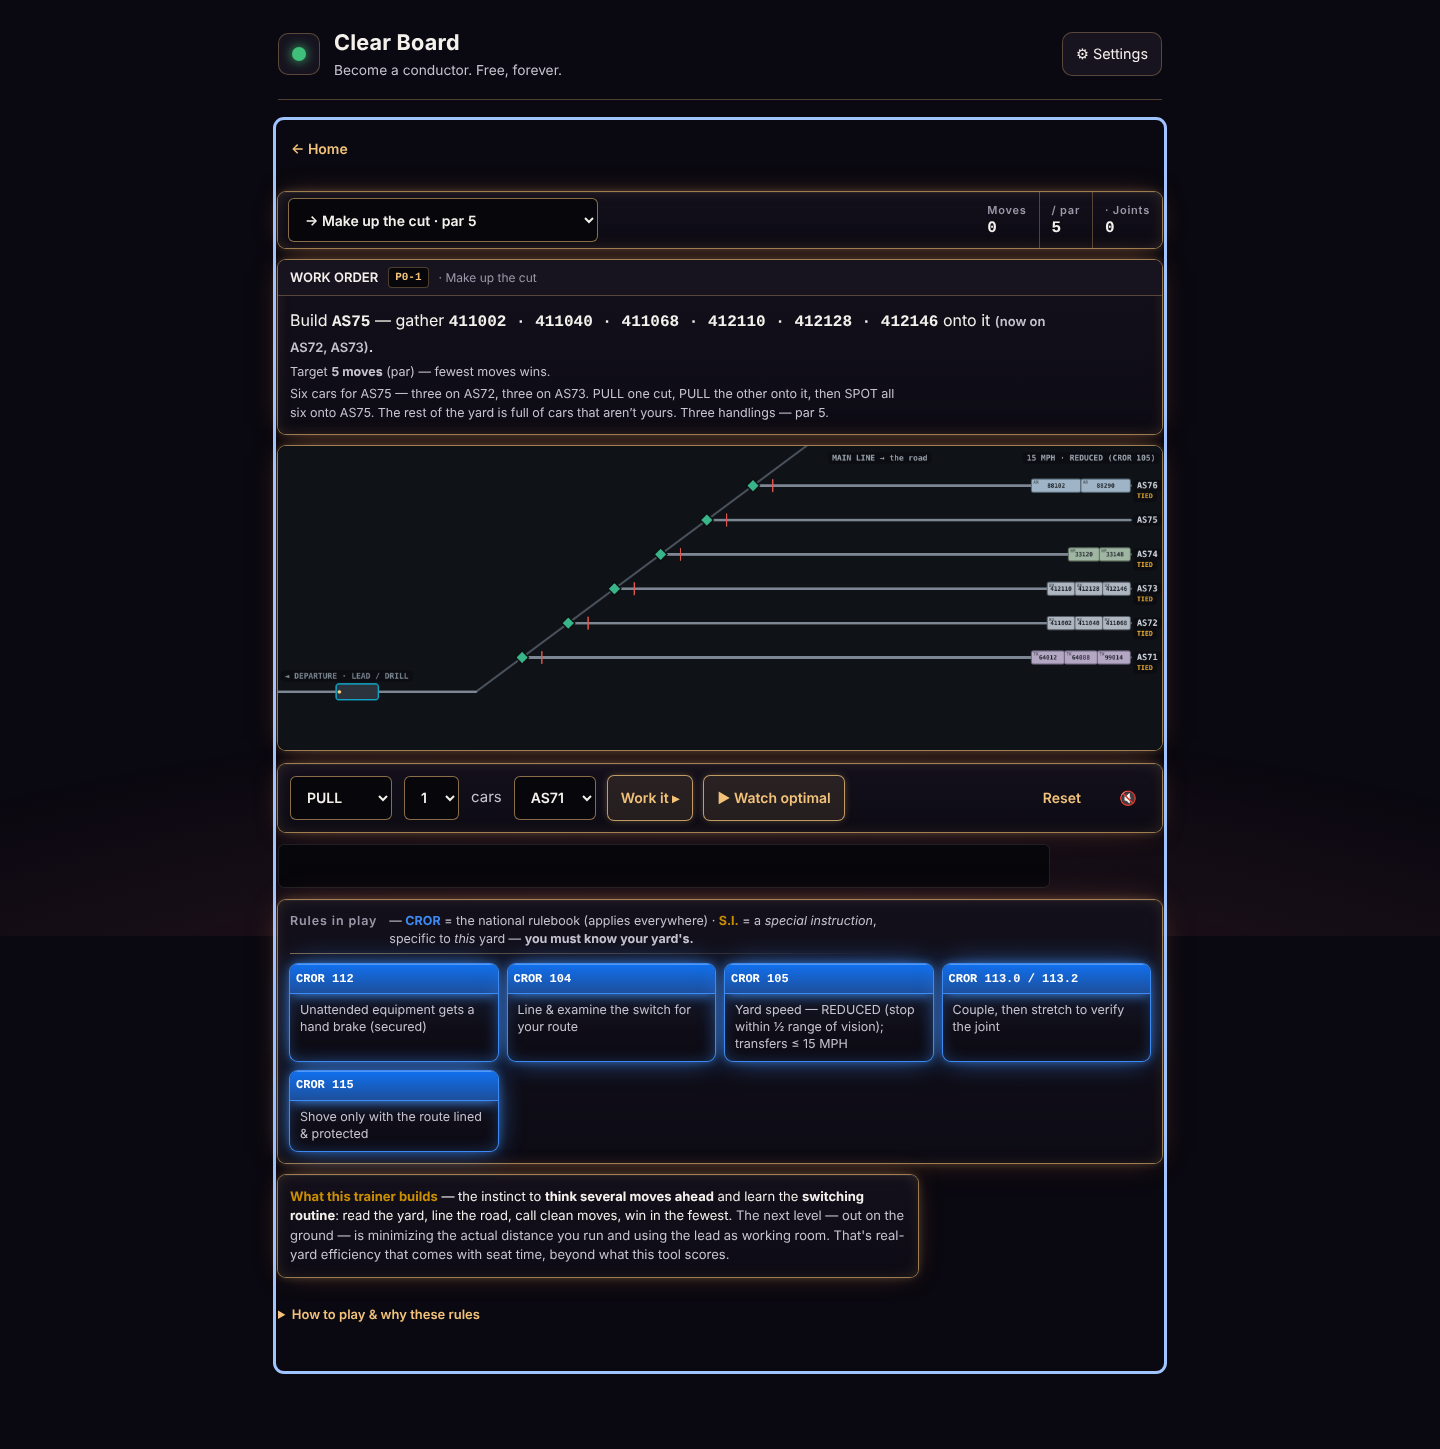 Clear Board
Become a conductor. Free, forever.
⚙ Settings
← Home
→ Make up the cut · par 5
Moves
0
/ par
5
· Joints
0
WORK ORDER P0-1 · Make up the cut
Build AS75 — gather 411002 · 411040 · 411068 · 412110 · 412128 · 412146 onto it (now on
AS72, AS73).
Target 5 moves (par) — fewest moves wins.
Six cars for AS75 — three on AS72, three on AS73. PULL one cut, PULL the other onto it, then SPOT all
six onto AS75. The rest of the yard is full of cars that aren't yours. Three handlings — par 5.
MAIN LINE → the road
15 MPH · REDUCED (CROR 105)
88102 88290 AS76
TIED
AS75
33120 33148 AS74
TIED
412110 412128 412146 AS73
TIED
411002 411040 411068 AS72
TIED
64012 64088 99014 AS71
TIED
◄ DEPARTURE · LEAD / DRILL
PULL 1 cars AS71 Work it ▸ ▶ Watch optimal Reset
Rules in play — CROR = the national rulebook (applies everywhere) · S.I. = a special instruction,
specific to this yard — you must know your yard's.
CROR 112
Unattended equipment gets a
hand brake (secured)
CROR 104
Line & examine the switch for
your route
CROR 105
Yard speed — REDUCED (stop
within ½ range of vision);
transfers ≤ 15 MPH
CROR 113.0 / 113.2
Couple, then stretch to verify
the joint
CROR 115
Shove only with the route lined
& protected
What this trainer builds — the instinct to think several moves ahead and learn the switching
routine: read the yard, line the road, call clean moves, win in the fewest. The next level — out on the
ground — is minimizing the actual distance you run and using the lead as working room. That's real-
yard efficiency that comes with seat time, beyond what this tool scores.
▶ How to play & why these rules